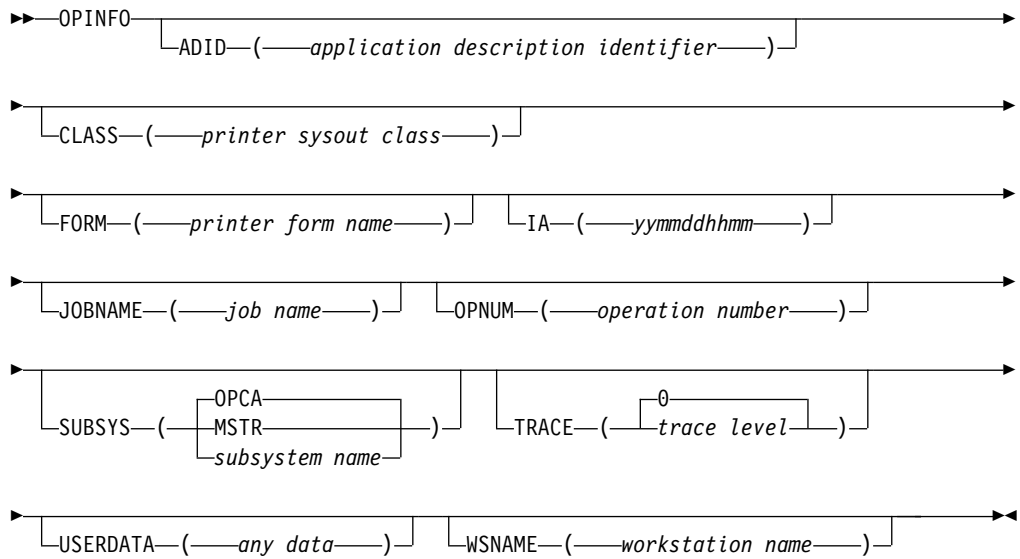 OPINFO
ADID ( application description identifier )
CLASS ( printer sysout class )
FORM ( printer form name ) IA ( yymmddhhmm )
JOBNAME ( job name ) OPNUM ( operation number )
OPCA 0
SUBSYS ( MSTR ) TRACE ( trace level )
subsystem name
USERDATA ( any data ) WSNAME ( workstation name )